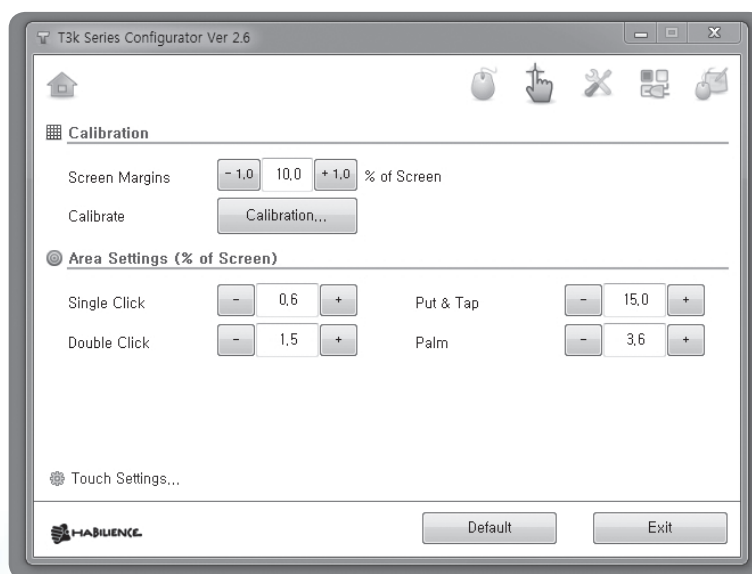 T3k Series Configurator Ver 2.6
Calibration
Screen Margins - 1,0 10,0 + 1,0 % of Screen
Calibrate Calibration,,,
Area Settings (% of Screen)
Single Click - 0,6 + Put & Tap - 15,0 +
Double Click - 1,5 + Palm - 3,6 +
Touch Settings,,,
HABILIENCE Default Exit